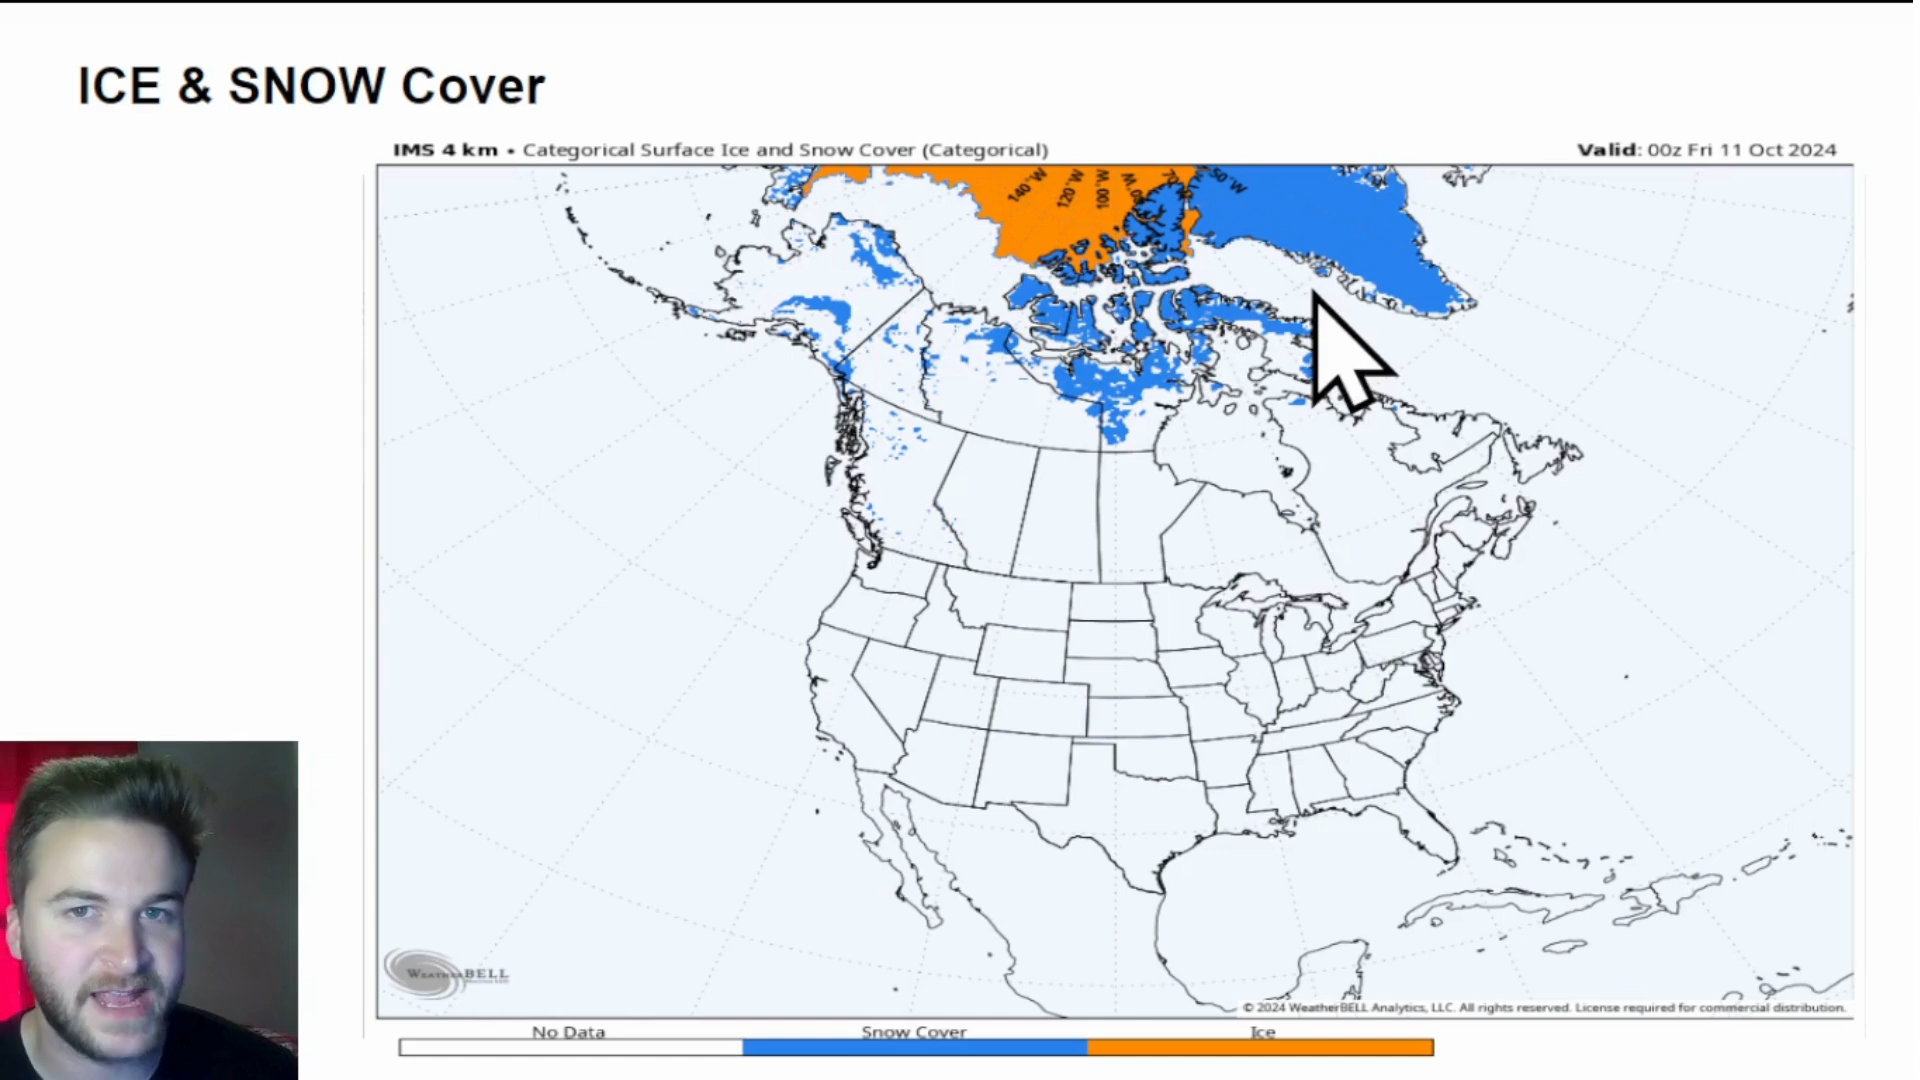 ICE & SNOW Cover
IMS 4 km • Categorical Surface Ice and Snow Cover (Categorical)
Valid: 00z Fri 11 Oct 2024
140°W
120°W
100°W
50°W
WEATHERBELL
© 2024 WeatherBELL Analytics, LLC. All rights reserved. License required for commercial distribution.
No Data
Snow Cover
Ice